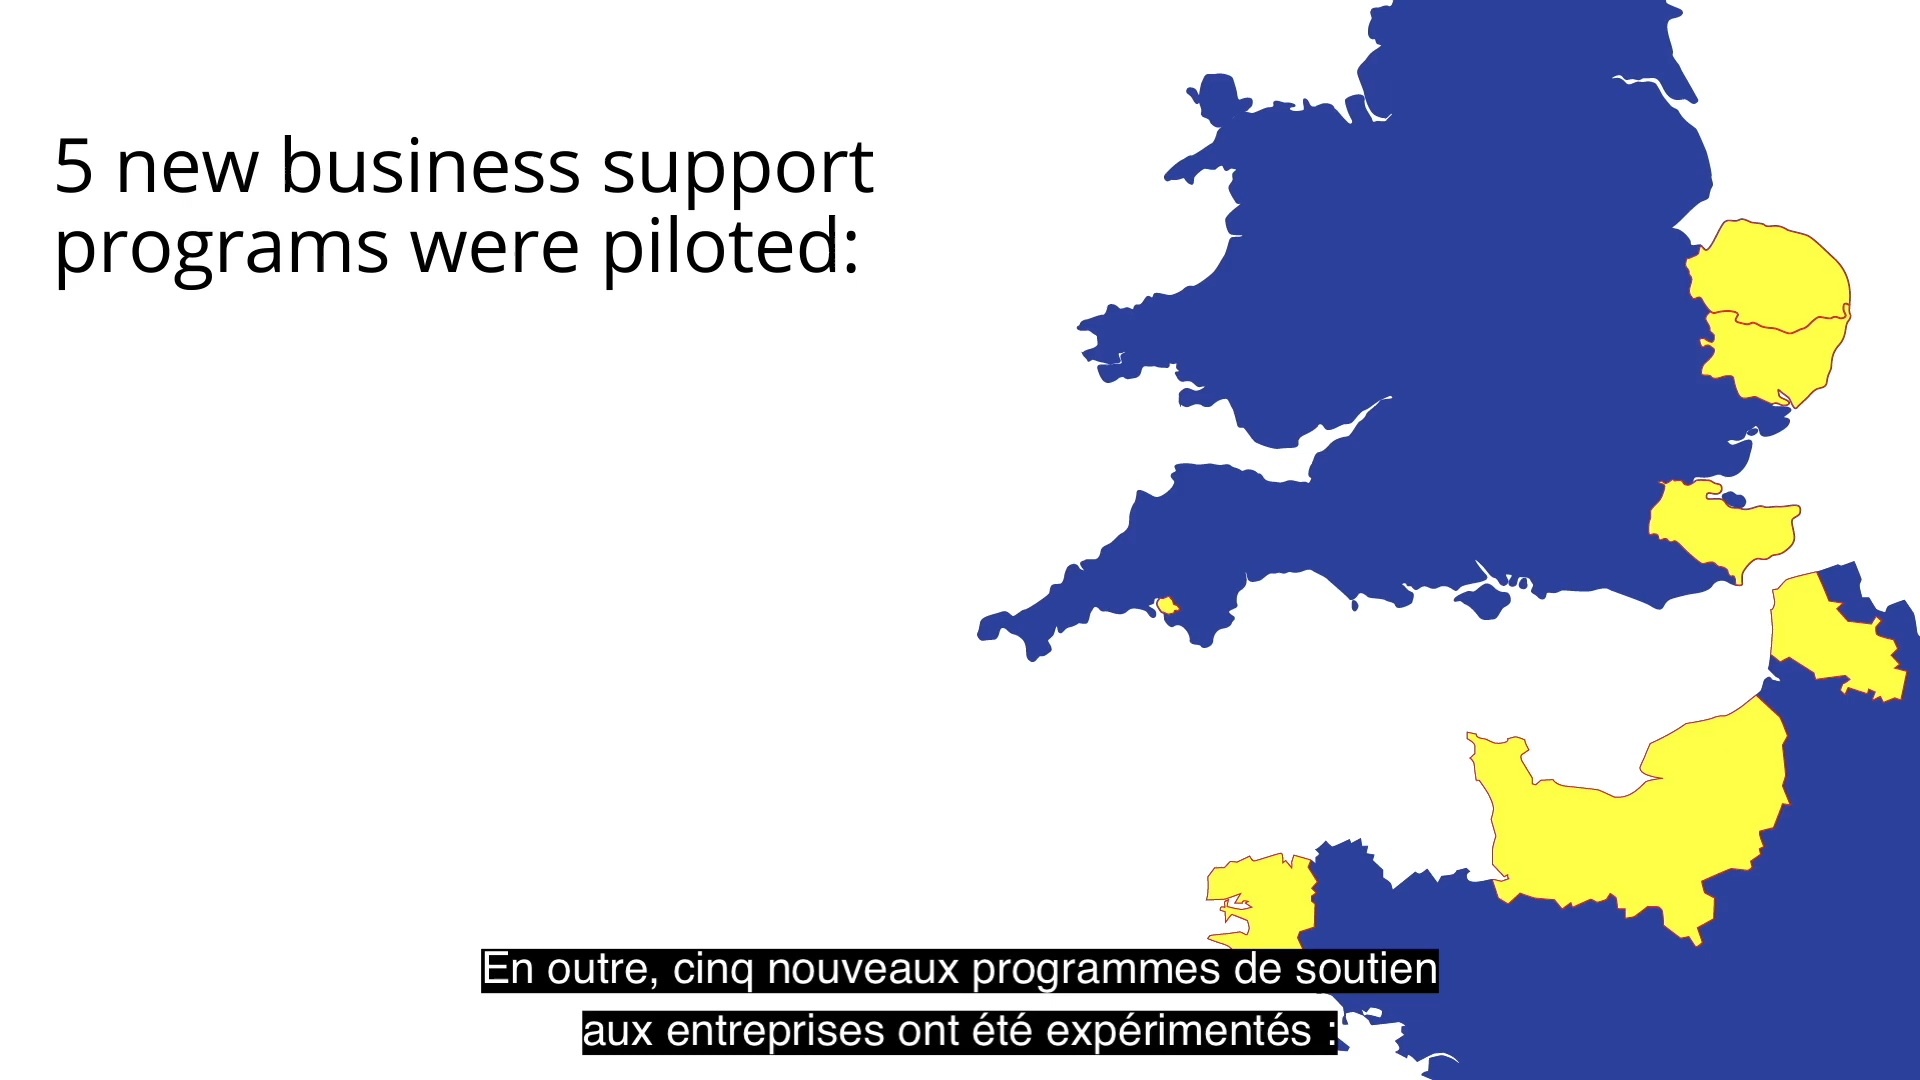 5 new business support
programs were piloted:
En outre, cinq nouveaux programmes de soutien
aux entreprises ont été expérimentés :